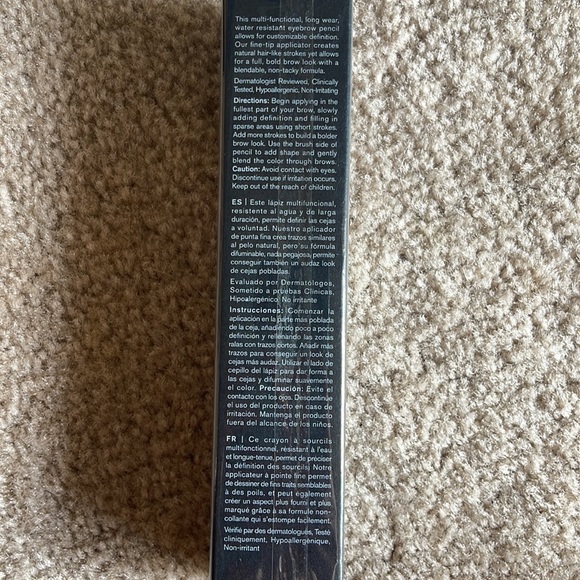 This multi-functional, long wear,
water resistant eyebrow pencil
allows for customizable definition.
Our fine-tip applicator creates
natural hair-like strokes yet allows
for a full, bold brow look with a
blendable, non-tacky formula.
Dermatologist Reviewed, Clinically
Tested, Hypoallergenic, Non-Irritating
Directions: Begin applying in the
fullest part of your brow, slowly
adding definition and filling in
sparse areas using short strokes.
Add more strokes to build a bolder
brow look. Use the brush side of
pencil to add shape and gently
blend the color through brows.
Caution: Avoid contact with eyes.
Discontinue use if irritation occurs.
Keep out of the reach of children.
ES | Este lápiz multifuncional,
resistente al agua y de larga
duración, permite definir las cejas
a voluntad. Nuestro aplicador de
punta fina crea trazos similares
al pelo natural, pero su fórmula
difuminable, nada pegajosa, permite
conseguir también un audaz look
de cejas pobladas.
Evaluado por Dermatólogos,
Sometido a pruebas Clínicas,
Hipoalergénico, No irritante
Instrucciones: Comenzar la
aplicación en la parte más poblada
de la ceja, añadiendo poco a poco
definición y rellenando las zonas
ralas con trazos cortos. Añadir más
trazos para conseguir un look de
cejas más audaz. Utilizar el lado de
cepillo del lápiz para dar forma a
las cejas y difuminar suavemente
el color. Precaución: Evite el
contacto con los ojos. Descontinúe
el uso del producto en caso de
irritación. Mantenga el producto
fuera del alcance de los niños.
FR | Ce crayon à sourcils
multifonctionnel, résistant à l'eau
et longue-tenue, permet de préciser
la définition des sourcils. Notre
applicateur à pointe fine permet
de dessiner de fins traits semblables
à des poils, et peut également
créer un aspect plus fourni et plus
marqué grâce à sa formule non-
collante qui s'estompe facilement.
Vérifié par des dermatologues, Testé
cliniquement, Hypoallergénique,
Non-irritant